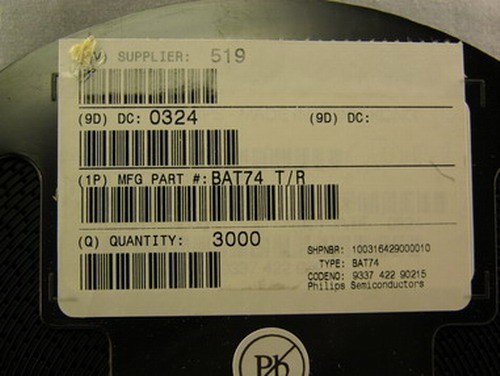 (V) SUPPLIER: 519
(9D) DC: 0324 (9D) DC:
(1P) MFG PART #: BAT74 T/R
(Q) QUANTITY: 3000
SHPNBR: 100316429000010
TYPE: BAT74
CODENO: 9337 422 90215
Philips Semiconductors
Pb